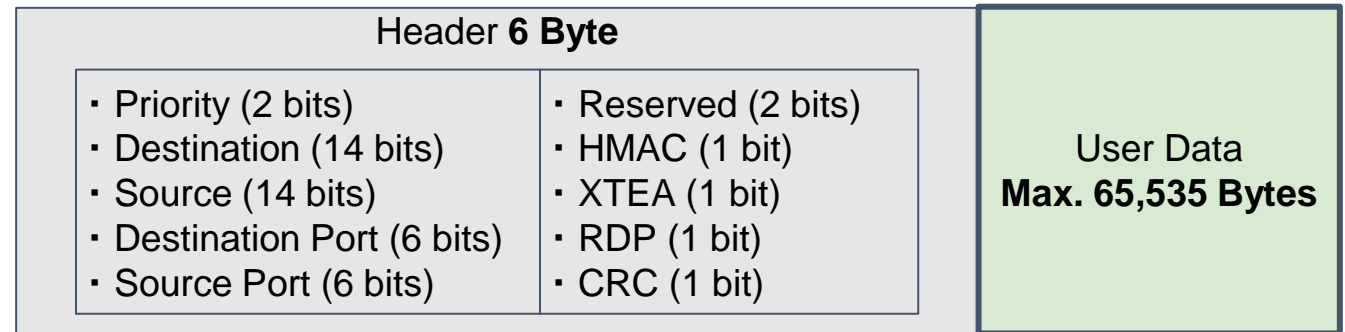 Header 6 Byte
・Priority (2 bits)
・Destination (14 bits)
・Source (14 bits)
・Destination Port (6 bits)
・Source Port (6 bits)
・Reserved (2 bits)
・HMAC (1 bit)
・XTEA (1 bit)
・RDP (1 bit)
・CRC (1 bit)
User Data
Max. 65,535 Bytes